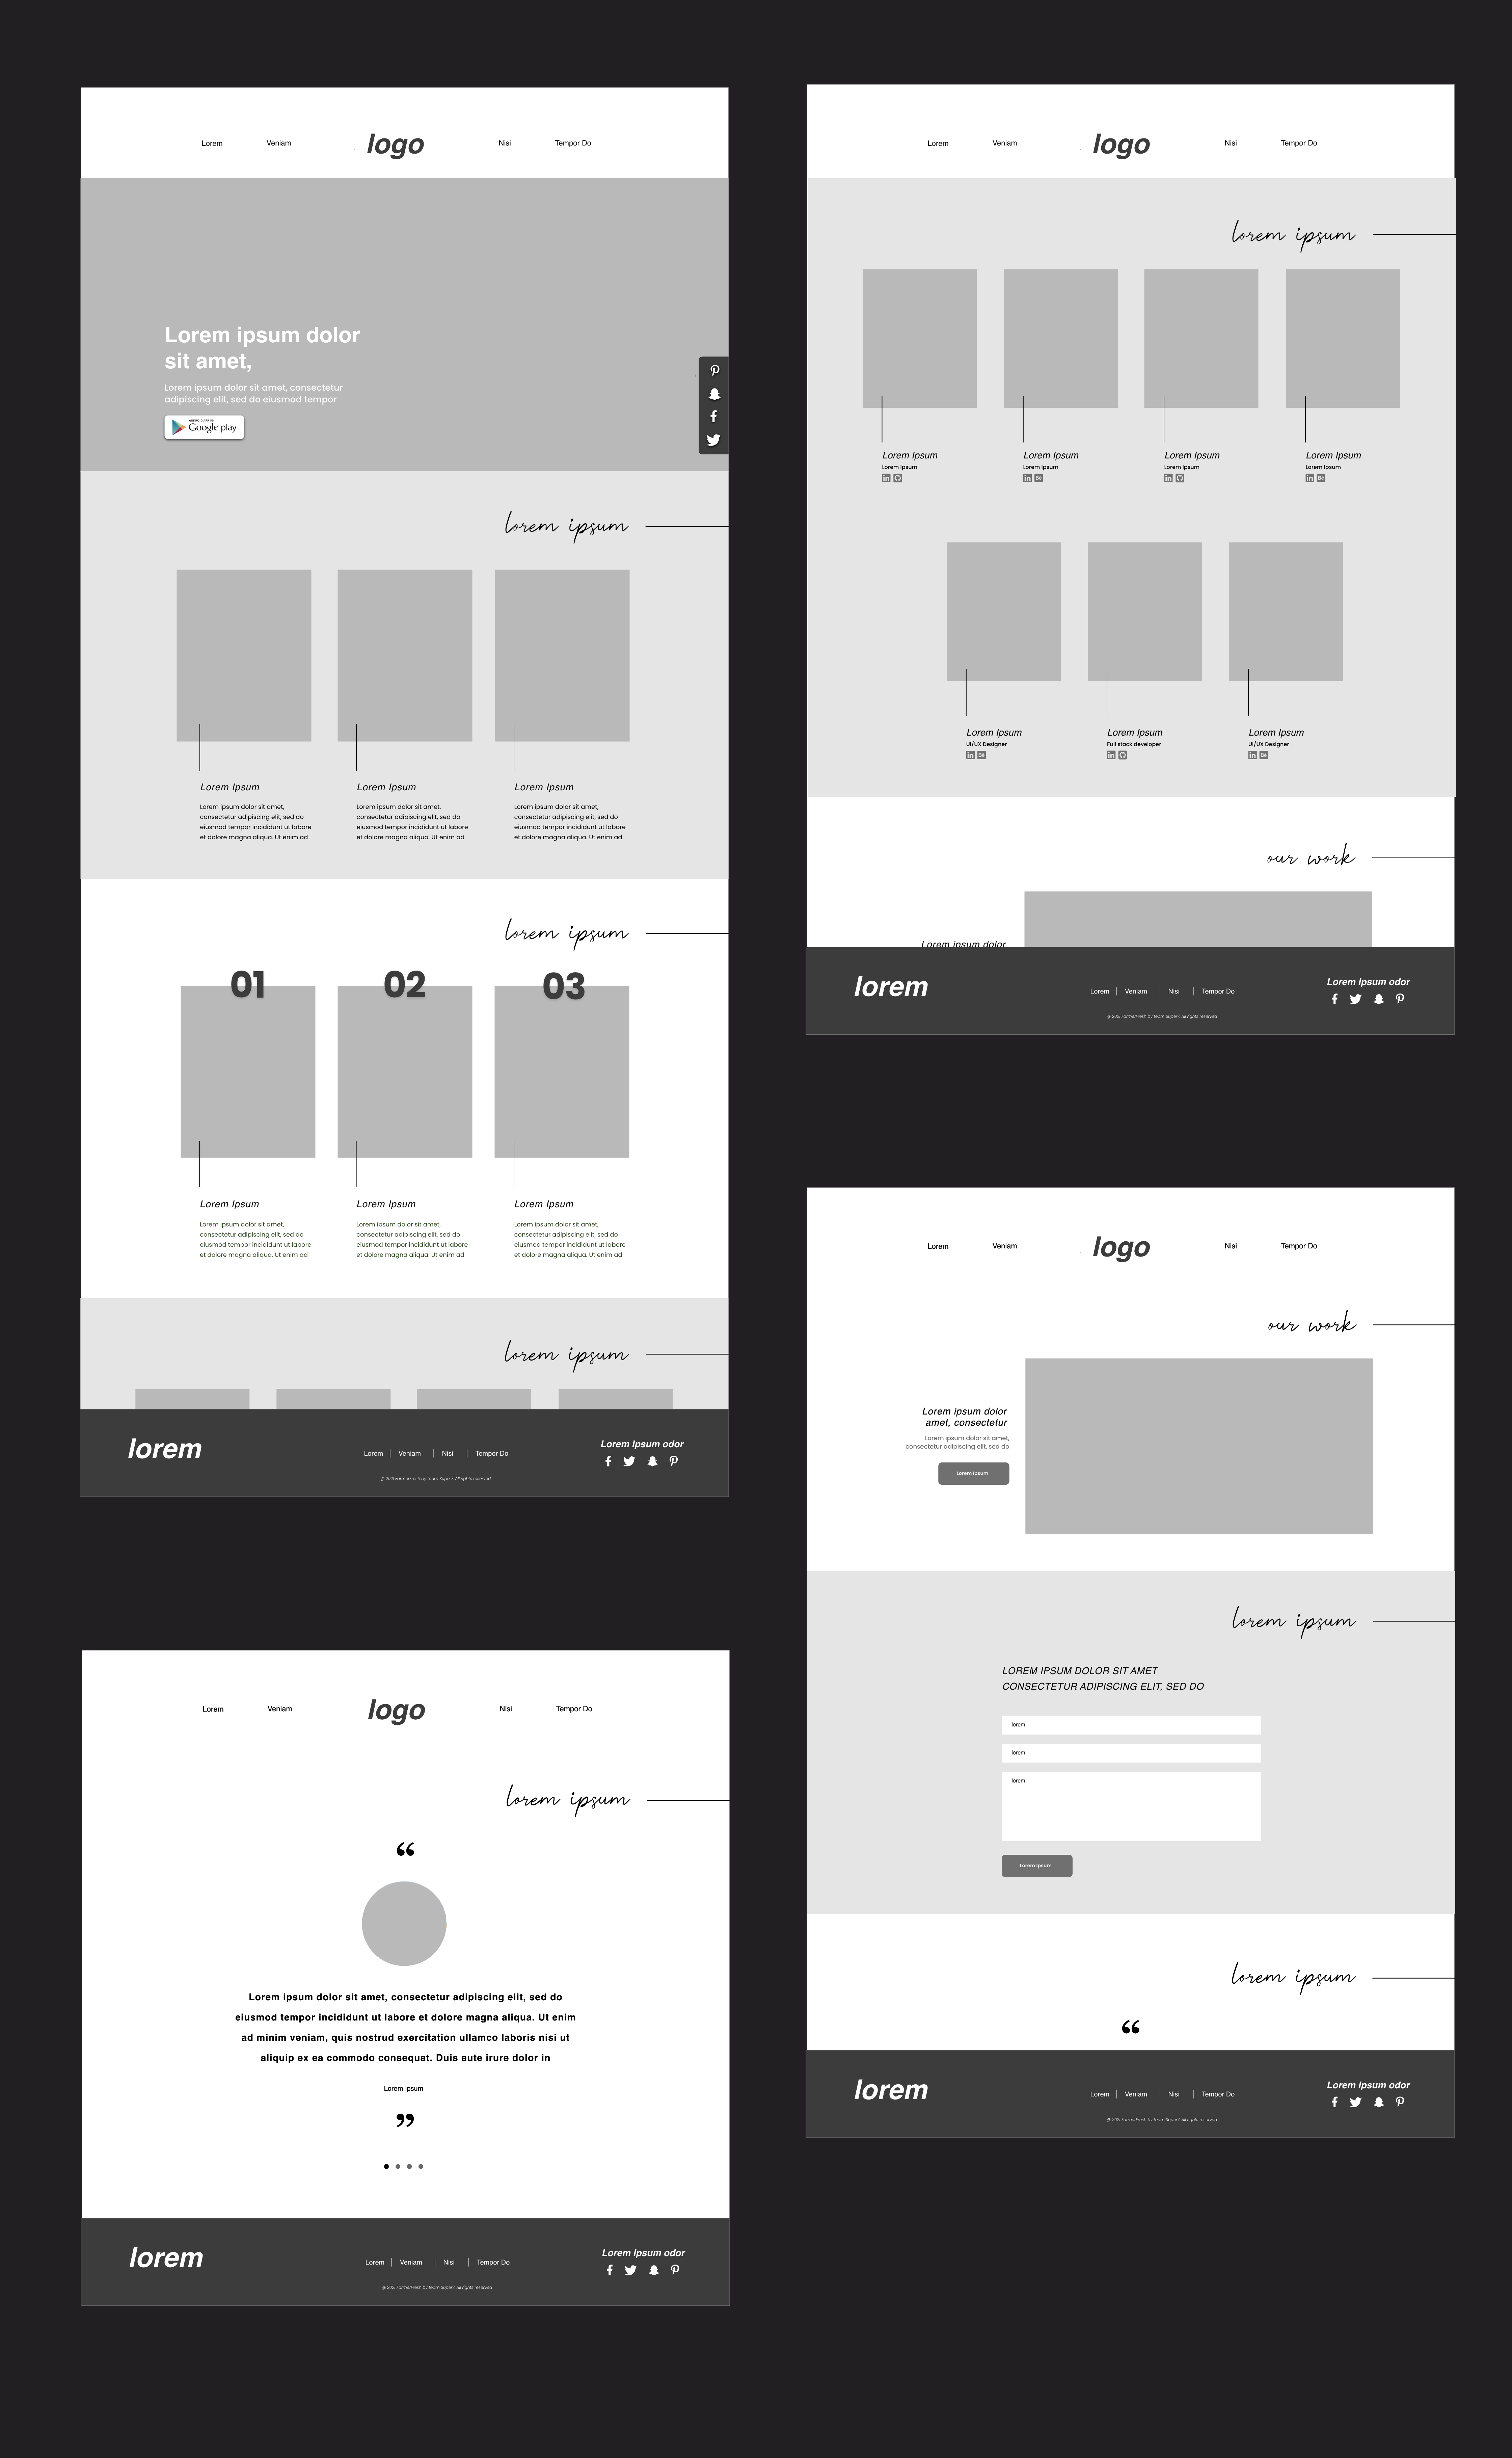 Lorem Veniam logo Nisi Tempor Do
Lorem ipsum dolor
sit amet,
Lorem ipsum dolor sit amet, consectetur
adipiscing elit, sed do eiusmod tempor
ANDROID APP ON
Google play
lorem ipsum
Lorem Ipsum
Lorem ipsum dolor sit amet,
consectetur adipiscing elit, sed do
eiusmod tempor incididunt ut labore
et dolore magna aliqua. Ut enim ad
Lorem Ipsum
Lorem ipsum dolor sit amet,
consectetur adipiscing elit, sed do
eiusmod tempor incididunt ut labore
et dolore magna aliqua. Ut enim ad
Lorem Ipsum
Lorem ipsum dolor sit amet,
consectetur adipiscing elit, sed do
eiusmod tempor incididunt ut labore
et dolore magna aliqua. Ut enim ad
lorem ipsum
01
02
03
Lorem Ipsum
Lorem ipsum dolor sit amet,
consectetur adipiscing elit, sed do
eiusmod tempor incididunt ut labore
et dolore magna aliqua. Ut enim ad
Lorem Ipsum
Lorem ipsum dolor sit amet,
consectetur adipiscing elit, sed do
eiusmod tempor incididunt ut labore
et dolore magna aliqua. Ut enim ad
Lorem Ipsum
Lorem ipsum dolor sit amet,
consectetur adipiscing elit, sed do
eiusmod tempor incididunt ut labore
et dolore magna aliqua. Ut enim ad
lorem ipsum
lorem
Lorem | Veniam | Nisi | Tempor Do
@ 2021 FarmerFresh by team Super7. All rights reserved
Lorem Ipsum odor
Lorem Veniam logo Nisi Tempor Do
lorem ipsum
“
Lorem ipsum dolor sit amet, consectetur adipiscing elit, sed do
eiusmod tempor incididunt ut labore et dolore magna aliqua. Ut enim
ad minim veniam, quis nostrud exercitation ullamco laboris nisi ut
aliquip ex ea commodo consequat. Duis aute irure dolor in
Lorem Ipsum
”
lorem
Lorem | Veniam | Nisi | Tempor Do
@ 2021 FarmerFresh by team Super7. All rights reserved
Lorem Ipsum odor
Lorem Veniam logo Nisi Tempor Do
lorem ipsum
Lorem Ipsum
Lorem Ipsum
in
Lorem Ipsum
Lorem Ipsum
in Bē
Lorem Ipsum
Lorem Ipsum
in
Lorem Ipsum
Lorem Ipsum
in Bē
Lorem Ipsum
UI/UX Designer
in Bē
Lorem Ipsum
Full stack developer
in
Lorem Ipsum
UI/UX Designer
in Bē
our work
Lorem ipsum dolor
lorem
Lorem | Veniam | Nisi | Tempor Do
@ 2021 FarmerFresh by team Super7. All rights reserved
Lorem Ipsum odor
Lorem Veniam logo Nisi Tempor Do
our work
Lorem ipsum dolor
amet, consectetur
Lorem ipsum dolor sit amet,
consectetur adipiscing elit, sed do
Lorem Ipsum
lorem ipsum
LOREM IPSUM DOLOR SIT AMET
CONSECTETUR ADIPISCING ELIT, SED DO
lorem
lorem
lorem
Lorem Ipsum
lorem ipsum
“
lorem
Lorem | Veniam | Nisi | Tempor Do
@ 2021 FarmerFresh by team Super7. All rights reserved
Lorem Ipsum odor